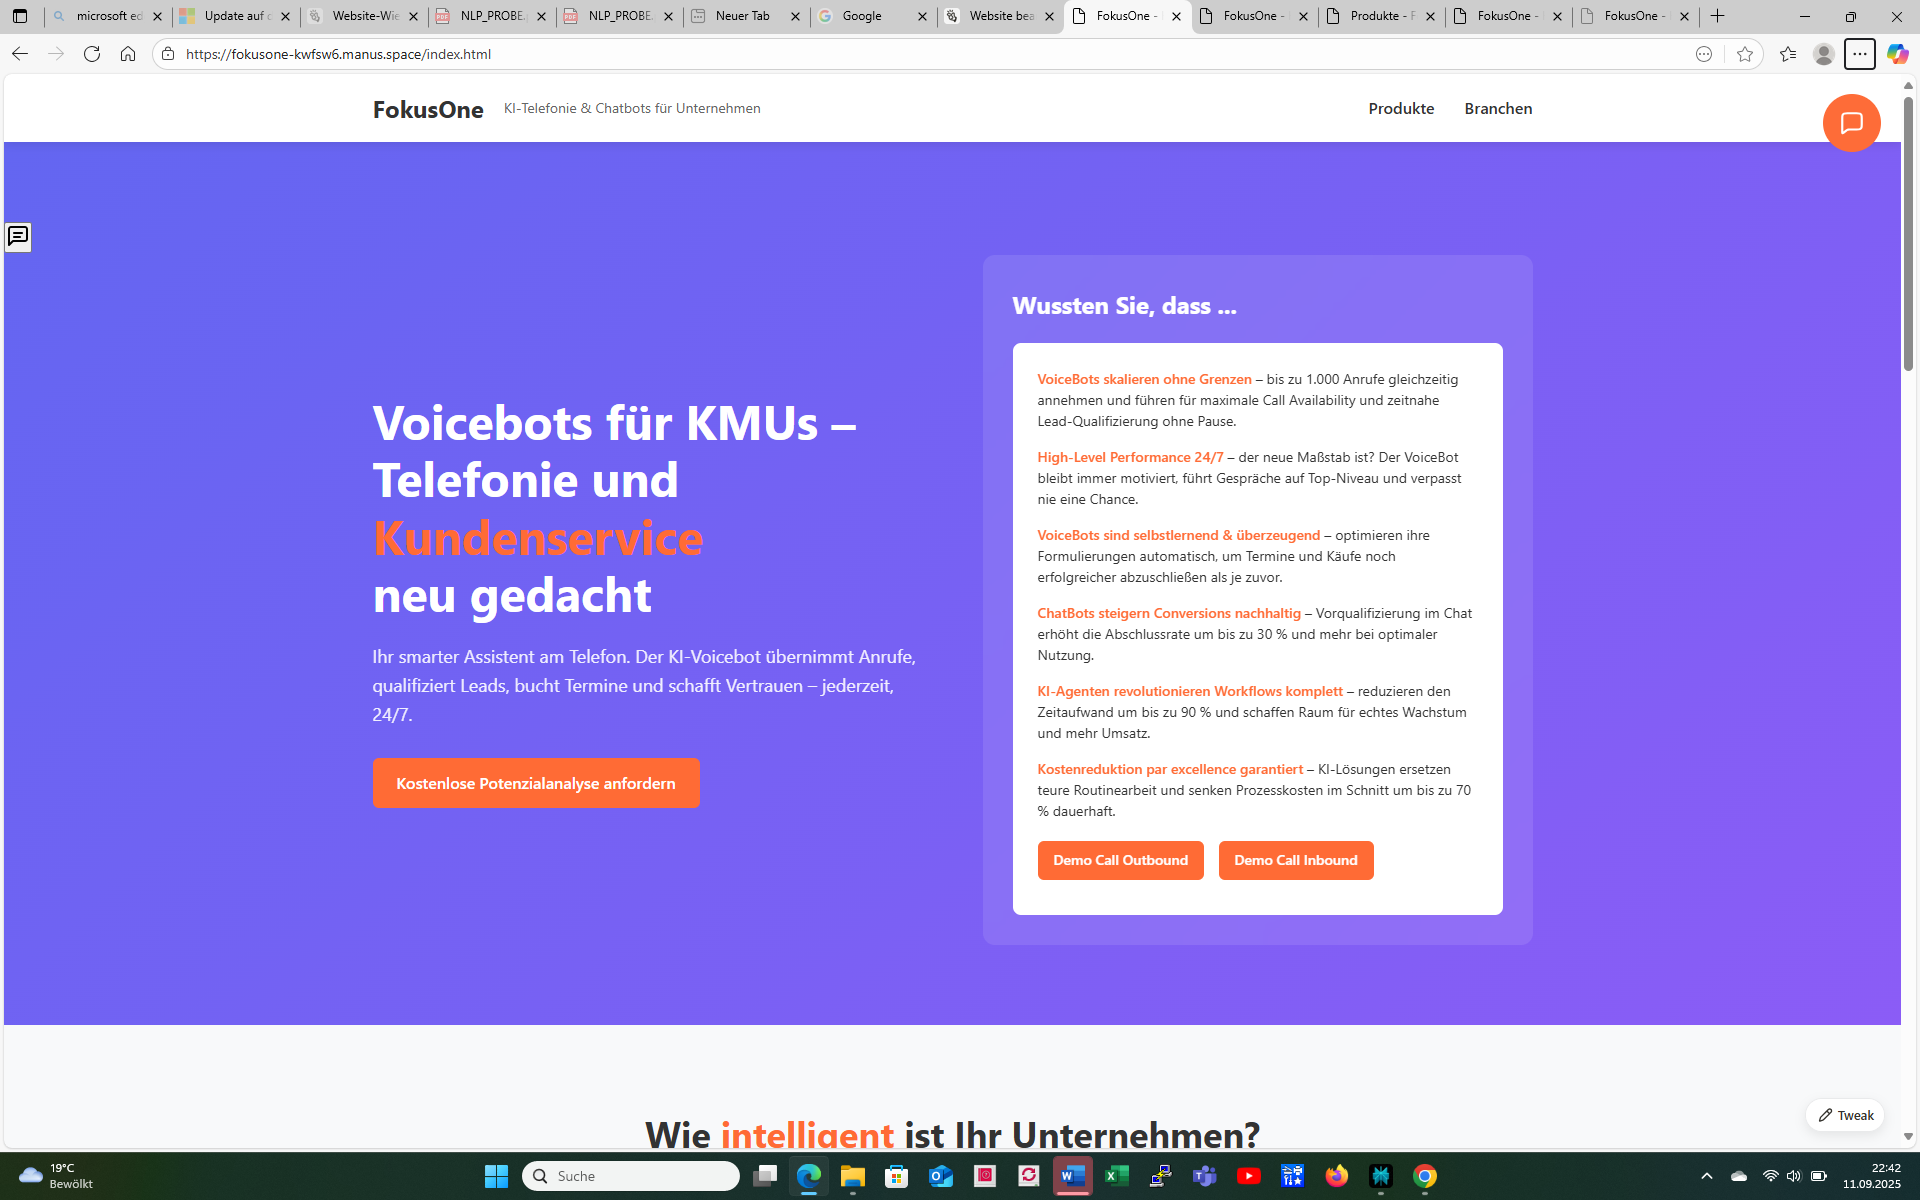 microsoft ed
Update auf d
Website-Wie
NLP_PROBE.
NLP_PROBE.
Neuer Tab
Google
Website bea
FokusOne -
FokusOne -
Produkte - F
FokusOne -
FokusOne -
https://fokusone-kwfsw6.manus.space/index.html
FokusOne
KI-Telefonie & Chatbots für Unternehmen
Produkte
Branchen
Voicebots für KMUs –
Telefonie und
Kundenservice
neu gedacht
Ihr smarter Assistent am Telefon. Der KI-Voicebot übernimmt Anrufe,
qualifiziert Leads, bucht Termine und schafft Vertrauen – jederzeit,
24/7.
Kostenlose Potenzialanalyse anfordern
Wussten Sie, dass ...
VoiceBots skalieren ohne Grenzen – bis zu 1.000 Anrufe gleichzeitig
annehmen und führen für maximale Call Availability und zeitnahe
Lead-Qualifizierung ohne Pause.
High-Level Performance 24/7 – der neue Maßstab ist? Der VoiceBot
bleibt immer motiviert, führt Gespräche auf Top-Niveau und verpasst
nie eine Chance.
VoiceBots sind selbstlernend & überzeugend – optimieren ihre
Formulierungen automatisch, um Termine und Käufe noch
erfolgreicher abzuschließen als je zuvor.
ChatBots steigern Conversions nachhaltig – Vorqualifizierung im Chat
erhöht die Abschlussrate um bis zu 30 % und mehr bei optimaler
Nutzung.
KI-Agenten revolutionieren Workflows komplett – reduzieren den
Zeitaufwand um bis zu 90 % und schaffen Raum für echtes Wachstum
und mehr Umsatz.
Kostenreduktion par excellence garantiert – KI-Lösungen ersetzen
teure Routinearbeit und senken Prozesskosten im Schnitt um bis zu 70
% dauerhaft.
Demo Call Outbound
Demo Call Inbound
Wie intelligent ist Ihr Unternehmen?
Tweak
19°C
Bewölkt
Suche
22:42
11.09.2025